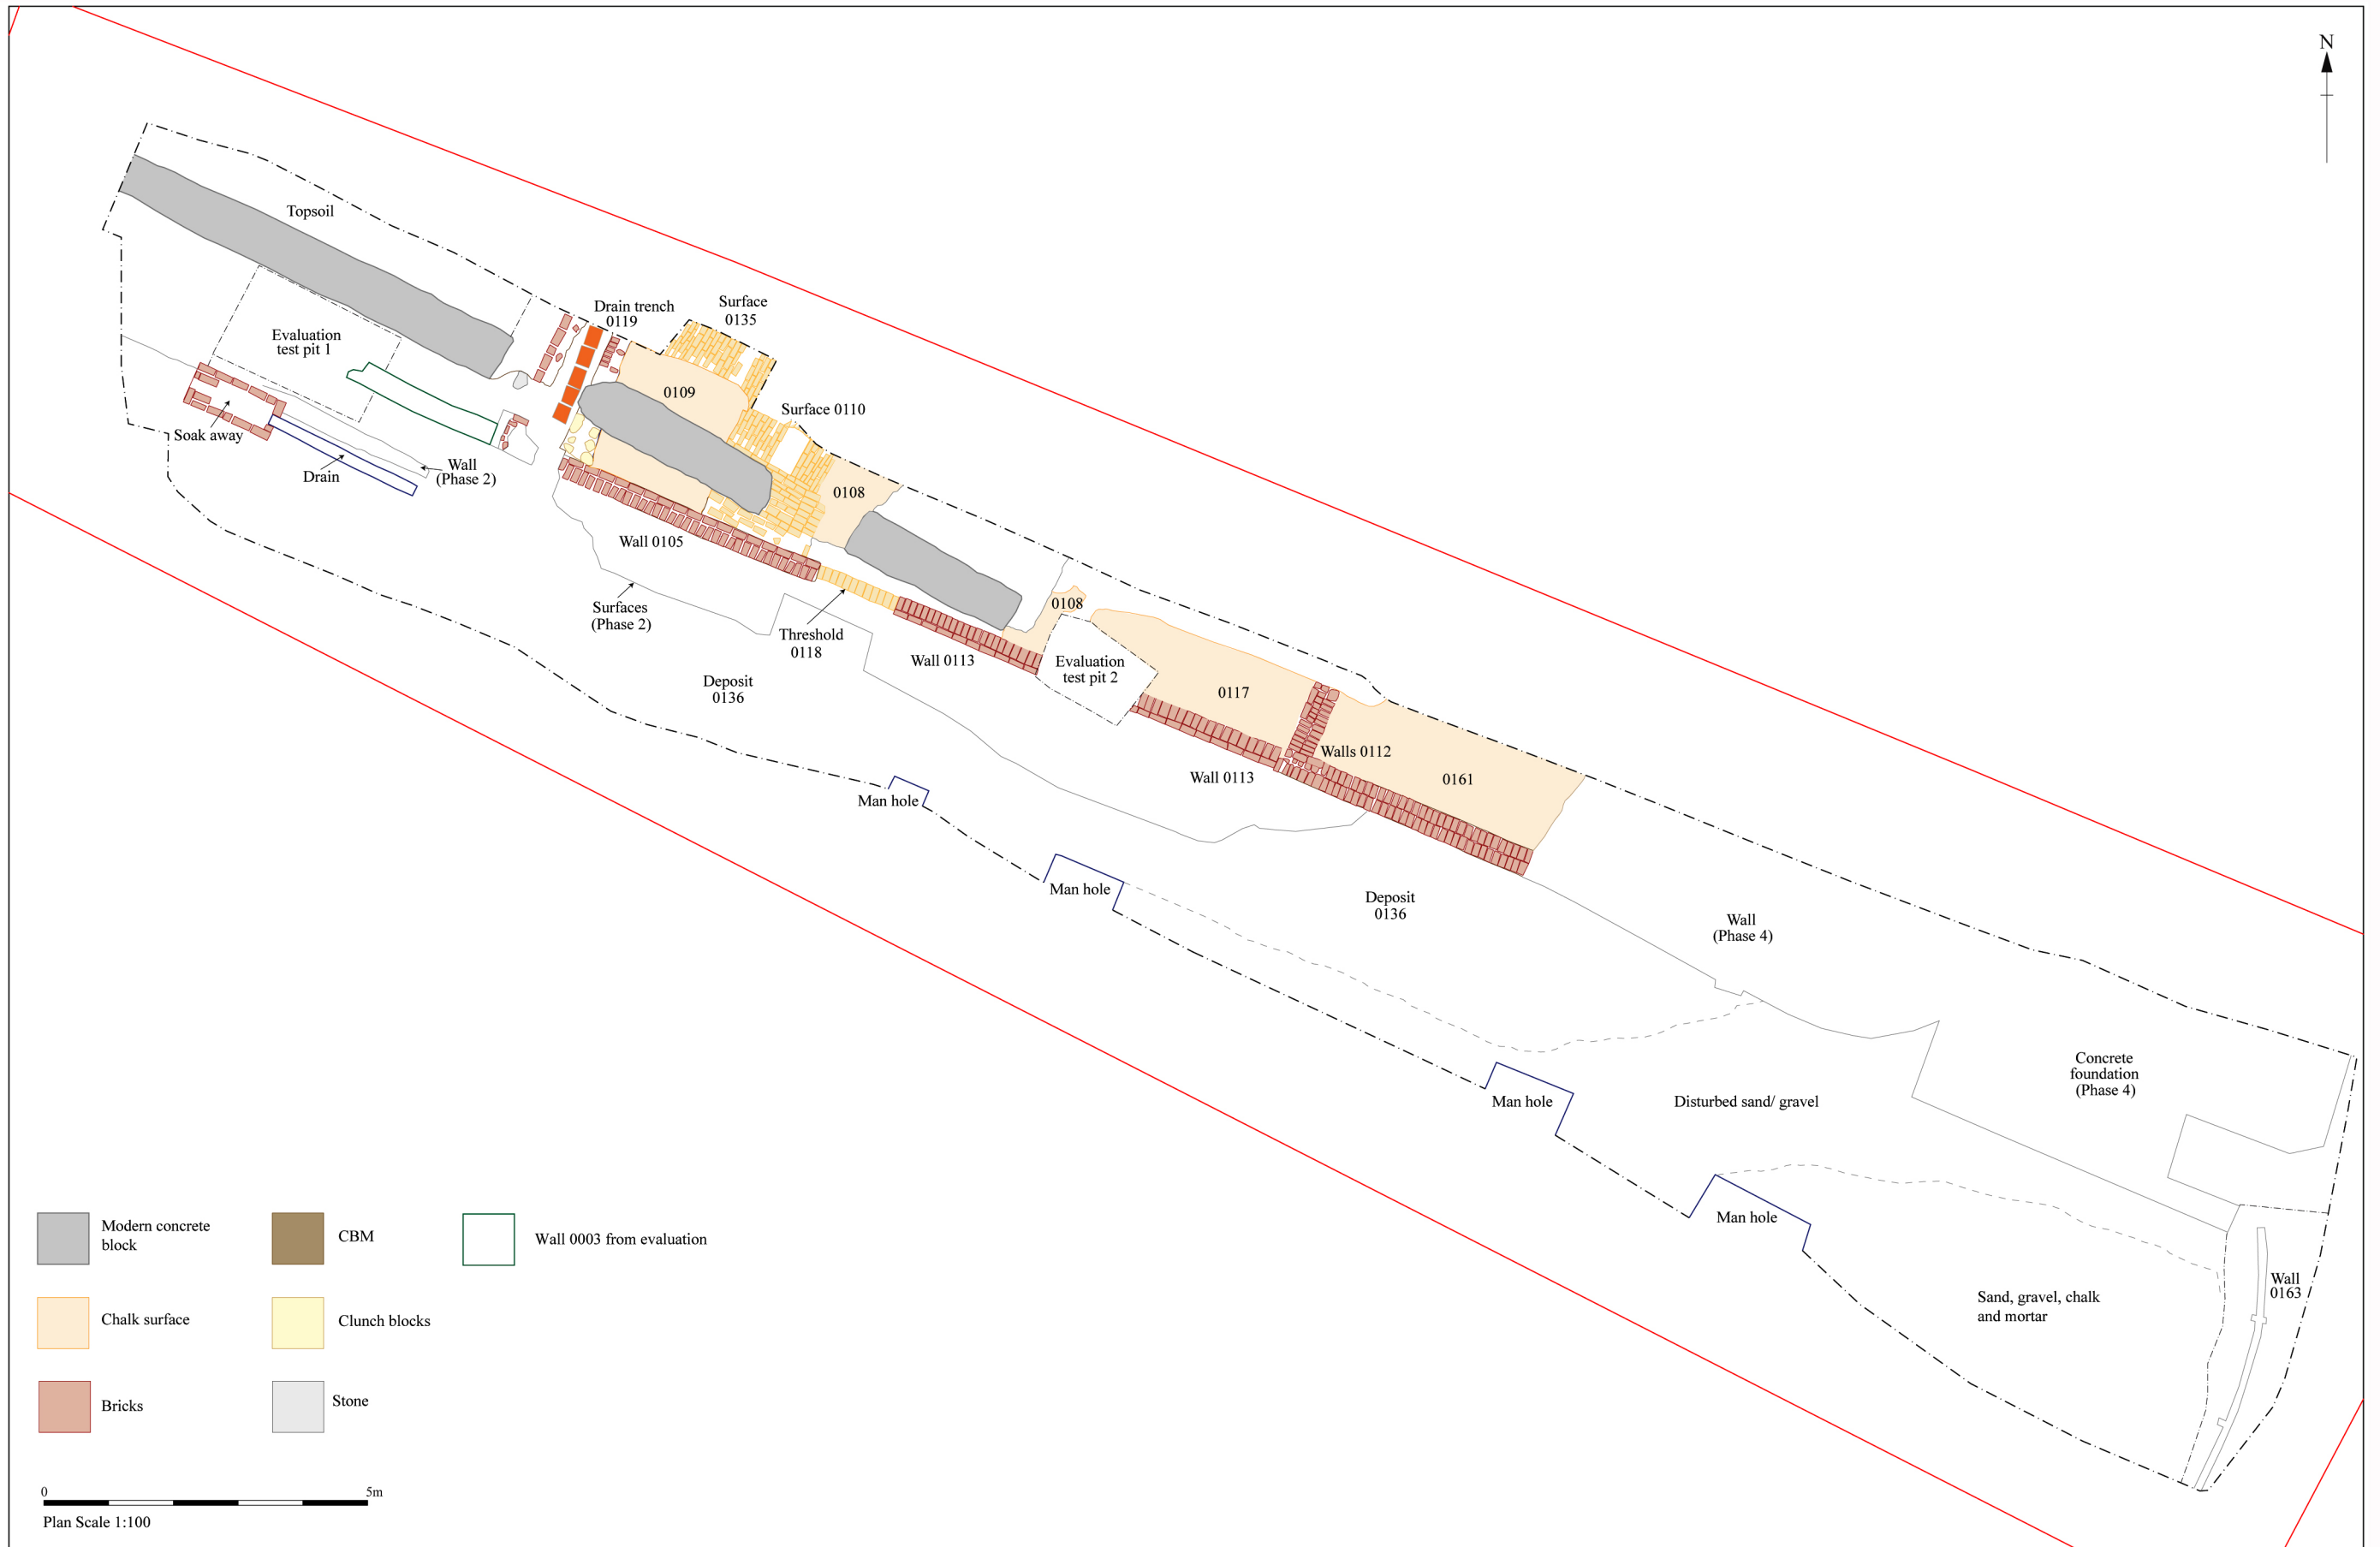 N
Topsoil
Drain trench
0119
Surface
0135
Evaluation
test pit 1
0109
Surface 0110
Soak away
Drain
Wall
(Phase 2)
0108
Wall 0105
Surfaces
(Phase 2)
Threshold
0118
0108
Wall 0113
Evaluation
test pit 2
Deposit
0136
0117
Walls 0112
Wall 0113
0161
Man hole
Man hole
Deposit
0136
Wall
(Phase 4)
Concrete
foundation
(Phase 4)
Man hole
Disturbed sand/ gravel
Man hole
Wall
0163
Sand, gravel, chalk
and mortar
Modern concrete
block
CBM
Wall 0003 from evaluation
Chalk surface
Clunch blocks
Bricks
Stone
0 5m
Plan Scale 1:100